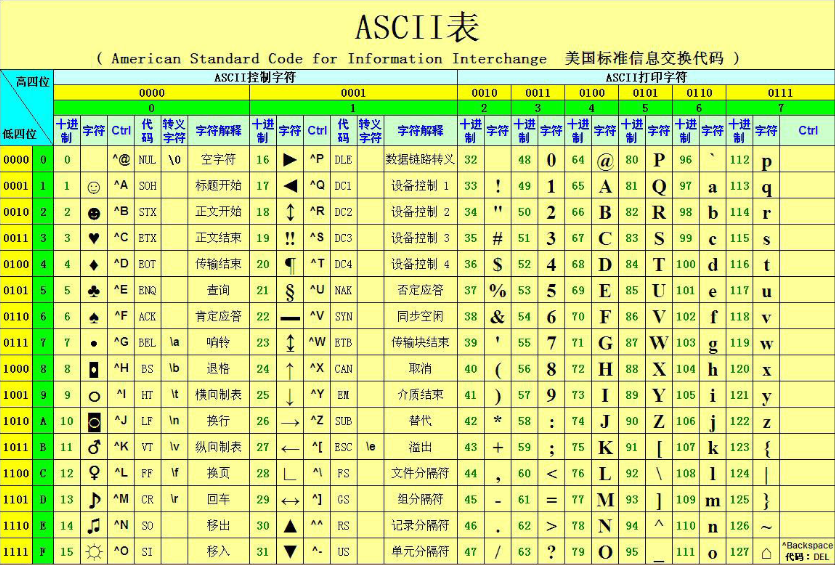 ASCII表
( American Standard Code for Information Interchange 美国标准信息交换代码 )
高四位 ASCII控制字符 ASCII打印字符
0000 0001 0010 0011 0100 0101 0110 0111
0 1 2 3 4 5 6 7
低四位 十进制 字符 Ctrl 代码 转义字符 字符解释 十进制 字符 Ctrl 代码 转义字符 字符解释 十进制 字符 十进制 字符 十进制 字符 十进制 字符 十进制 字符 十进制 字符 Ctrl
0000 0 0 ^@ NUL \0 空字符 16 ► ^P DLE 数据链路转义 32 48 0 64 @ 80 P 96 ` 112 p
0001 1 1 ☺ ^A SOH 标题开始 17 ◄ ^Q DC1 设备控制 1 33 ! 49 1 65 A 81 Q 97 a 113 q
0010 2 2 ☻ ^B STX 正文开始 18 ↕ ^R DC2 设备控制 2 34 " 50 2 66 B 82 R 98 b 114 r
0011 3 3 ♥ ^C ETX 正文结束 19 ‼ ^S DC3 设备控制 3 35 # 51 3 67 C 83 S 99 c 115 s
0100 4 4 ♦ ^D EOT 传输结束 20 ¶ ^T DC4 设备控制 4 36 $ 52 4 68 D 84 T 100 d 116 t
0101 5 5 ♣ ^E ENQ 查询 21 § ^U NAK 否定应答 37 % 53 5 69 E 85 U 101 e 117 u
0110 6 6 ♠ ^F ACK 肯定应答 22 ▬ ^V SYN 同步空闲 38 & 54 6 70 F 86 V 102 f 118 v
0111 7 7 • ^G BEL \a 响铃 23 ↨ ^W ETB 传输块结束 39 ' 55 7 71 G 87 W 103 g 119 w
1000 8 8 ◘ ^H BS \b 退格 24 ↑ ^X CAN 取消 40 ( 56 8 72 H 88 X 104 h 120 x
1001 9 9 ○ ^I HT \t 横向制表 25 ↓ ^Y EM 介质结束 41 ) 57 9 73 I 89 Y 105 i 121 y
1010 A 10 ◙ ^J LF \n 换行 26 → ^Z SUB 替代 42 * 58 : 74 J 90 Z 106 j 122 z
1011 B 11 ♂ ^K VT \v 纵向制表 27 ← ^[ ESC \e 溢出 43 + 59 ; 75 K 91 [ 107 k 123 {
1100 C 12 ♀ ^L FF \f 换页 28 ∟ ^\ FS 文件分隔符 44 , 60 < 76 L 92 \ 108 l 124 |
1101 D 13 ♪ ^M CR \r 回车 29 ↔ ^] GS 组分隔符 45 - 61 = 77 M 93 ] 109 m 125 }
1110 E 14 ♫ ^N SO 移出 30 ▲ ^^ RS 记录分隔符 46 . 62 > 78 N 94 ^ 110 n 126 ~
1111 F 15 ☼ ^O SI 移入 31 ▼ ^- US 单元分隔符 47 / 63 ? 79 O 95 _ 111 o 127 ⌂ ^Backspace 代码：DEL